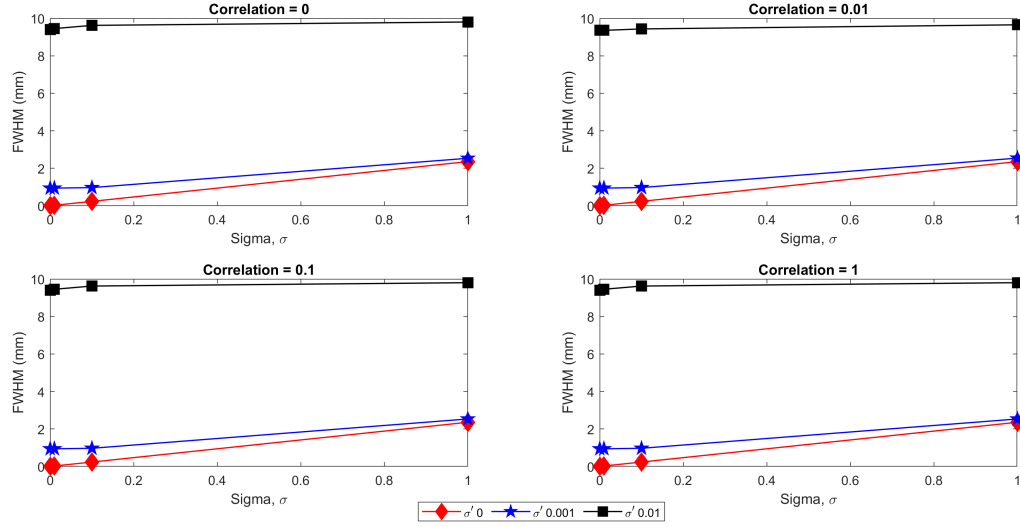 Correlation = 0
FWHM (mm)
10
8
6
4
2
0
0 0.2 0.4 0.6 0.8 1
Sigma, σ
Correlation = 0.01
FWHM (mm)
10
8
6
4
2
0
0 0.2 0.4 0.6 0.8 1
Sigma, σ
Correlation = 0.1
FWHM (mm)
10
8
6
4
2
0
0 0.2 0.4 0.6 0.8 1
Sigma, σ
Correlation = 1
FWHM (mm)
10
8
6
4
2
0
0 0.2 0.4 0.6 0.8 1
Sigma, σ
σ′ 0 σ′ 0.001 σ′ 0.01